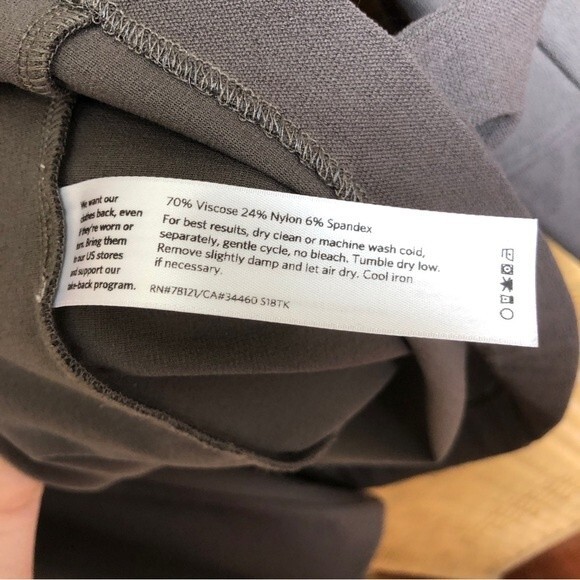 We want our
clothes back, even
if they're worn or
torn. Bring them
to our US stores
and support our
take-back program.
70% Viscose 24% Nylon 6% Spandex
For best results, dry clean or machine wash cold,
separately, gentle cycle, no bleach. Tumble dry low.
Remove slightly damp and let air dry. Cool iron
if necessary.
RN#78121/CA#34460 S18TK